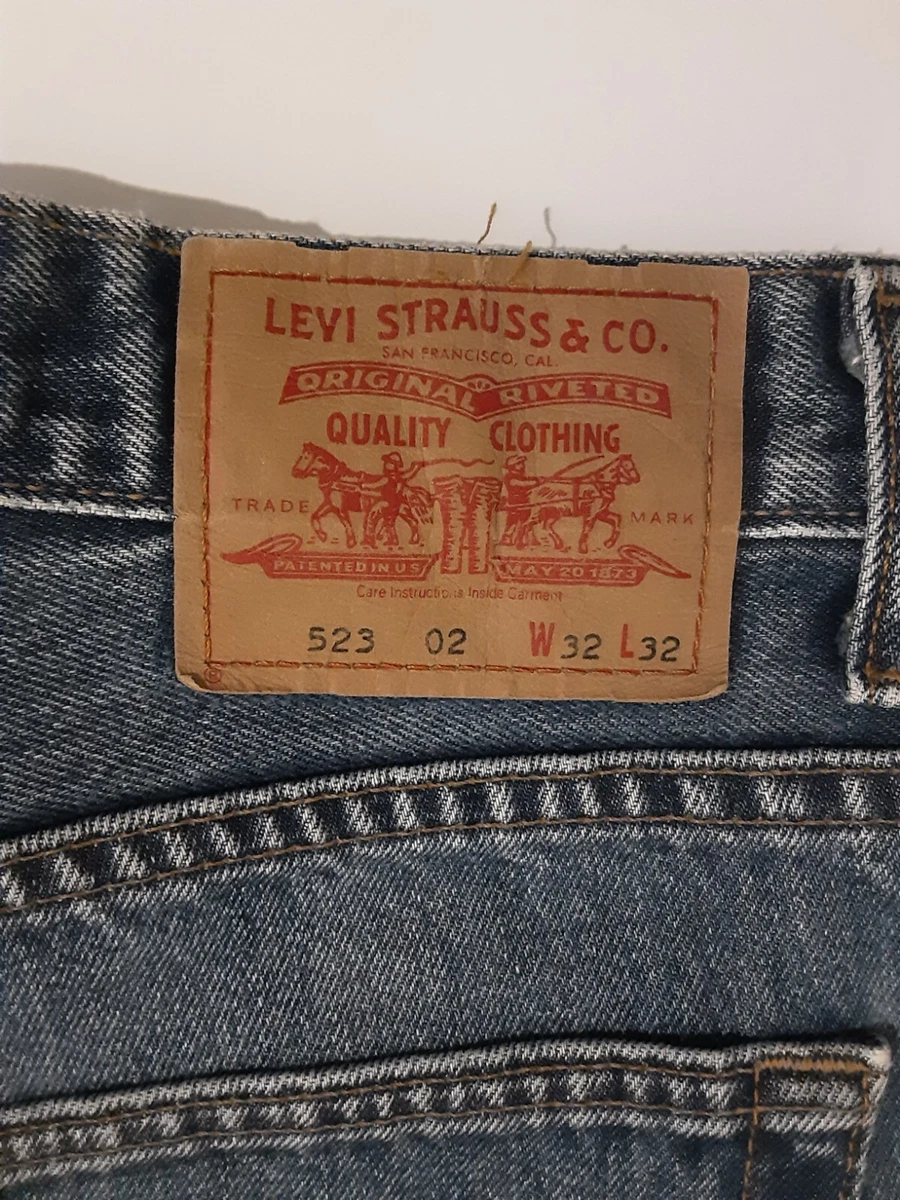 LEVI STRAUSS & CO.
SAN FRANCISCO, CAL.
ORIGINAL RIVETED
QUALITY CLOTHING
TRADE MARK
PATENTED IN US MAY 20 1873
Care Instructions Inside Garment
523 02 W32 L32
®